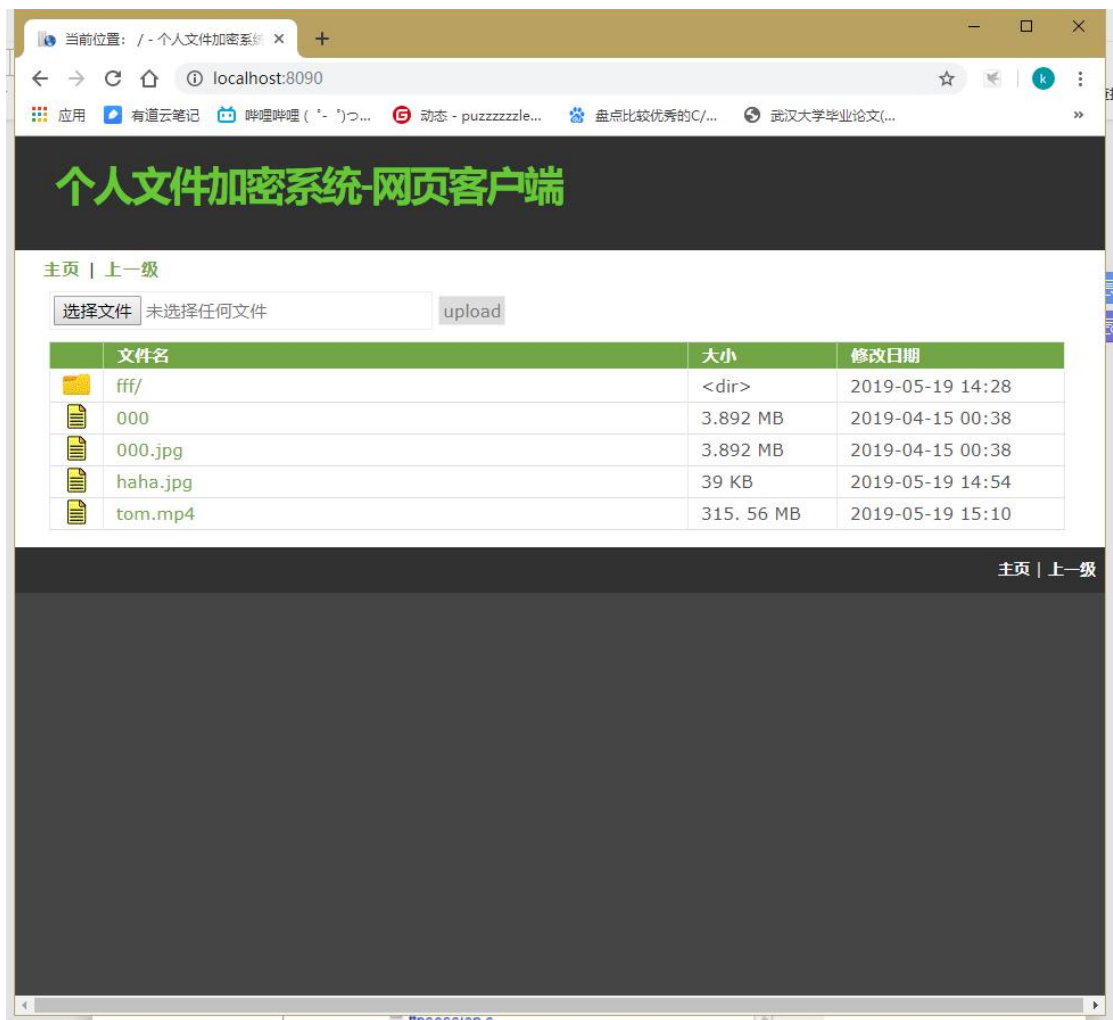 当前位置: / - 个人文件加密系统
localhost:8090
k
应用 有道云笔记 哔哩哔哩 ( ゜- ゜)つ... 动态 - puzzzzzzle... 盘点比较优秀的C/... 武汉大学毕业论文(... »
个人文件加密系统-网页客户端
主页 | 上一级
选择文件 未选择任何文件 upload
文件名 大小 修改日期
fff/ <dir> 2019-05-19 14:28
000 3.892 MB 2019-04-15 00:38
000.jpg 3.892 MB 2019-04-15 00:38
haha.jpg 39 KB 2019-05-19 14:54
tom.mp4 315. 56 MB 2019-05-19 15:10
主页 | 上一级